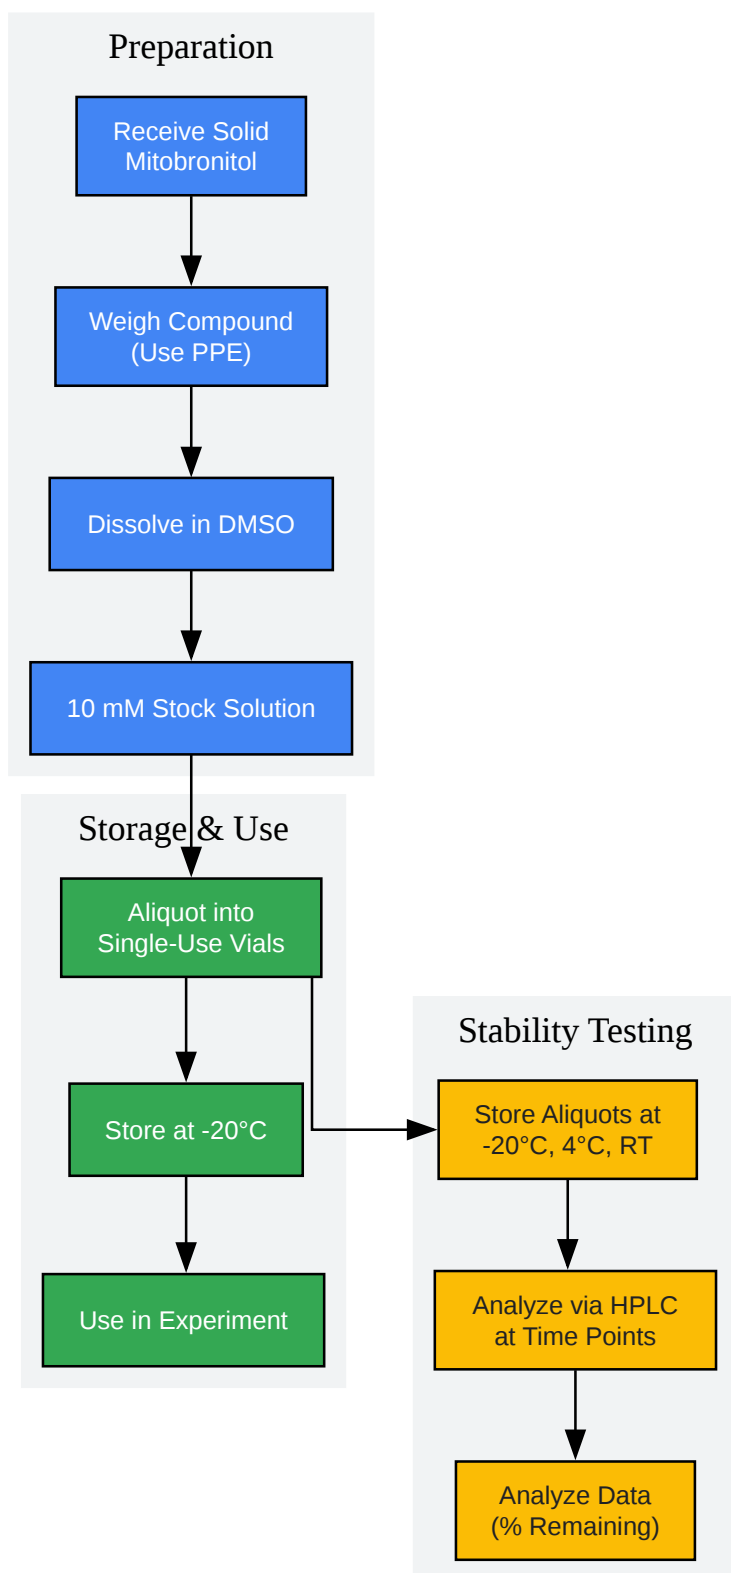 Preparation
Receive Solid
Mitobronitol
Weigh Compound
(Use PPE)
Dissolve in DMSO
10 mM Stock Solution
Storage & Use
Aliquot into
Single-Use Vials
Store at -20°C
Use in Experiment
Stability Testing
Store Aliquots at
-20°C, 4°C, RT
Analyze via HPLC
at Time Points
Analyze Data
(% Remaining)